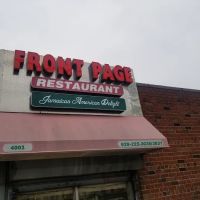 FRONT PAGE
RESTAURANT
Jamaican American Delight
4003